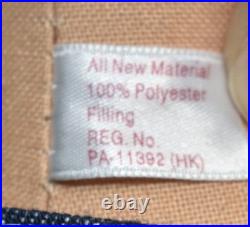 All New Material
100% Polyester
Filling
REG. No.
PA-11392 (HK)